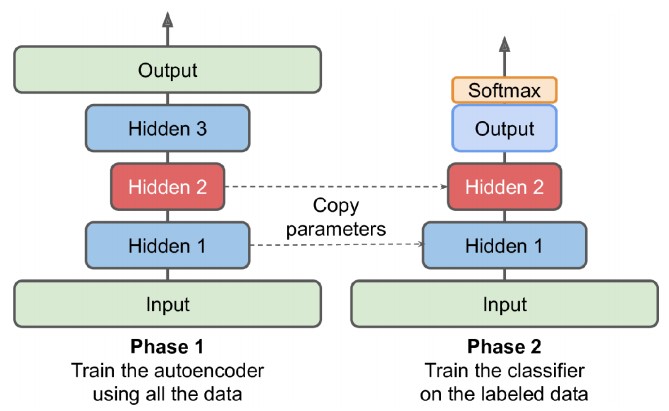 Output
Hidden 3
Hidden 2
Hidden 1
Input
Phase 1
Train the autoencoder
using all the data
Copy
parameters
Softmax
Output
Hidden 2
Hidden 1
Input
Phase 2
Train the classifier
on the labeled data